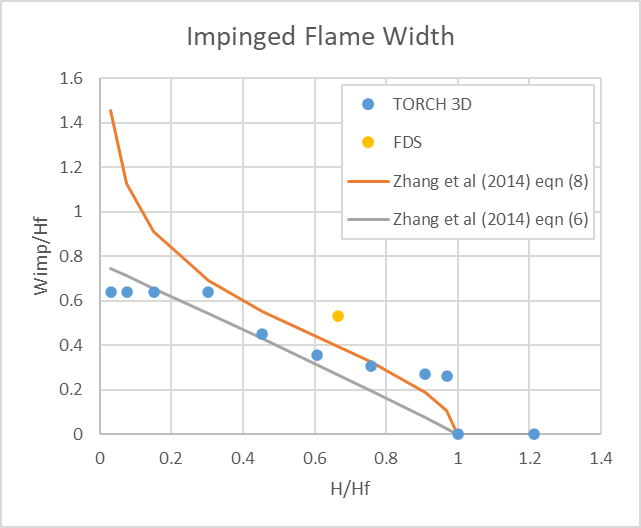 Impinged Flame Width
1.6
1.4
1.2
1
0.8
0.6
0.4
0.2
0
Wimp/Hf
TORCH 3D
FDS
Zhang et al (2014) eqn (8)
Zhang et al (2014) eqn (6)
0 0.2 0.4 0.6 0.8 1 1.2 1.4
H/Hf